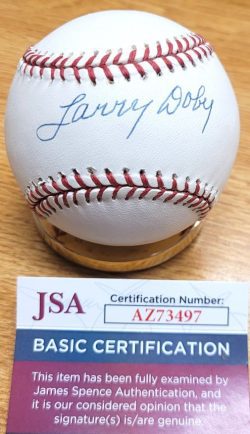 Larry Doby
JSA
Certification Number:
AZ73497
BASIC CERTIFICATION
This item has been fully examined by
James Spence Authentication, and
it is our considered opinion that the
signature(s) is/are genuine.